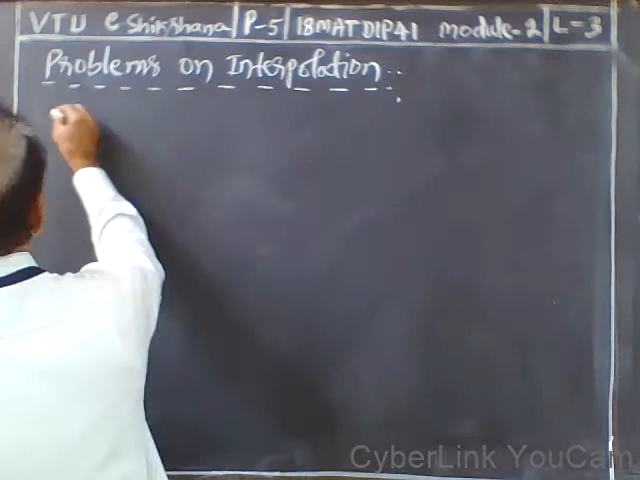 VTU e Shikshana P-5 18MATDIP41 module-2 L-3
Problems on Interpolation..
CyberLink YouCam